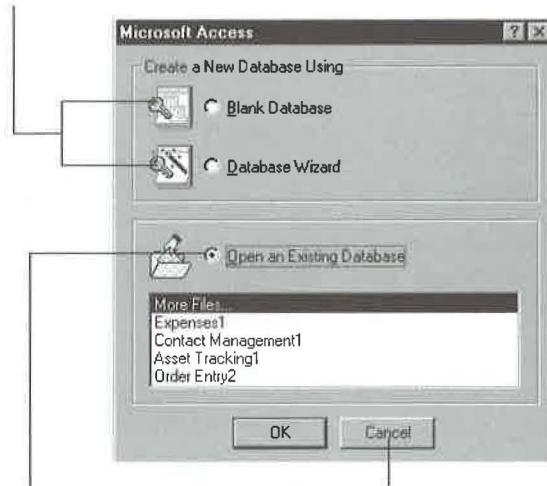 Microsoft Access
Create a New Database Using
Blank Database
Database Wizard
Open an Existing Database
More Files...
Expenses1
Contact Management1
Asset Tracking1
Order Entry2
OK
Cancel